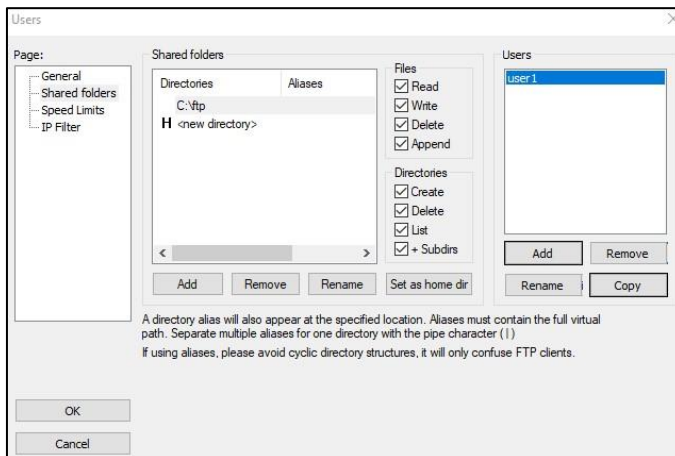 Users
Page:
General
Shared folders
Speed Limits
IP Filter
Shared folders
Directories Aliases
C:\ftp
H <new directory>
Add Remove Rename Set as home dir
Files
Read
Write
Delete
Append
Directories
Create
Delete
List
+ Subdirs
Users
user1
Add Remove
Rename Copy
A directory alias will also appear at the specified location. Aliases must contain the full virtual
path. Separate multiple aliases for one directory with the pipe character (|)
If using aliases, please avoid cyclic directory structures, it will only confuse FTP clients.
OK
Cancel